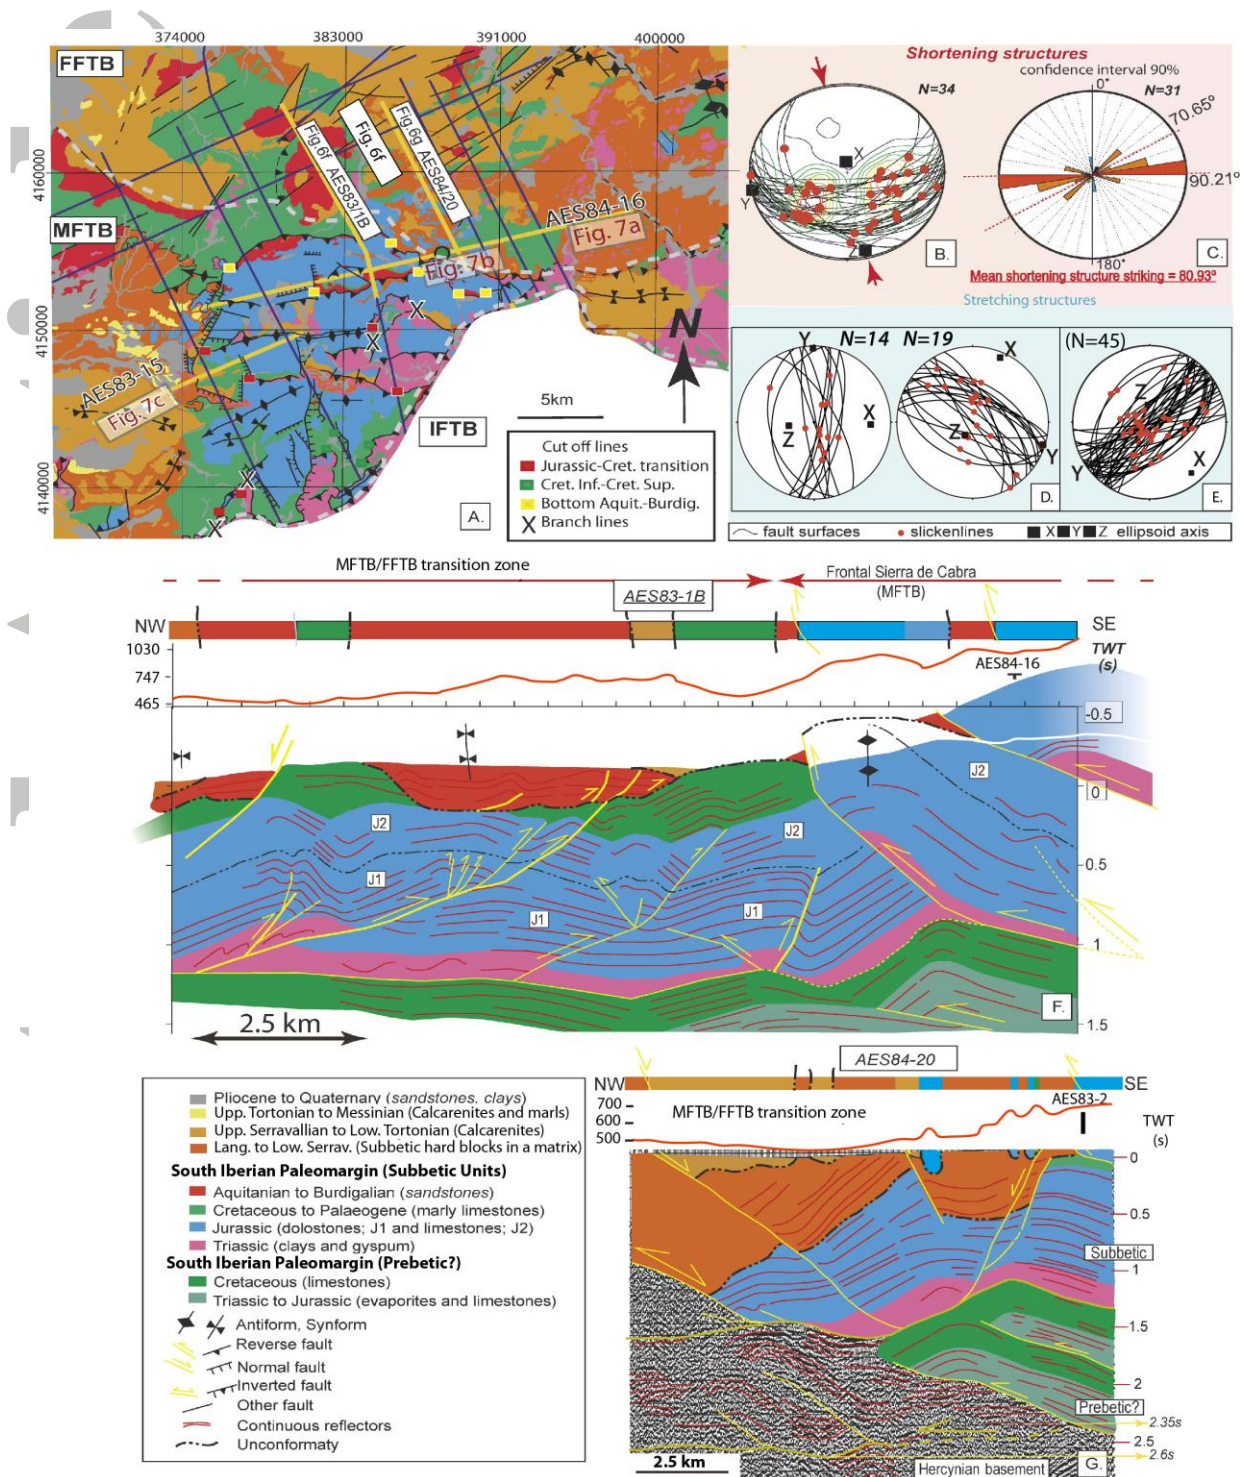 374000
383000
391000
400000
FFTB
MFTB
IFTB
4160000
4150000
4140000
Fig.6f AES83/1B
Fig.6f
Fig.6g AES84/20
AES84-16
Fig. 7a
Fig. 7b
AES83-15
Fig. 7c
X
X
X
X
N
5km
A.
Cut off lines
Jurassic-Cret. transition
Cret. Inf.-Cret. Sup.
Bottom Aquit.-Burdig.
X Branch lines
Shortening structures
confidence interval 90%
N=34
0°
N=31
70.65º
90.21º
180°
X
Y
Z
B.
C.
Mean shortening structure striking = 80.93º
Stretching structures
Y
N=14
N=19
X
(N=45)
Z
X
Z
Y
Z
Y
X
D.
E.
fault surfaces
slickenlines
X Y Z ellipsoid axis
MFTB/FFTB transition zone
Frontal Sierra de Cabra
(MFTB)
AES83-1B
NW
SE
1030
747
465
TWT
(s)
AES84-16
-0.5
0
-0.5
1
1.5
J2
J1
J1
J2
J1
J2
F.
2.5 km
AES84-20
NW
SE
700
600
500
MFTB/FFTB transition zone
AES83-2
TWT
(s)
0
0.5
Subbetic
1
1.5
2
Prebetic?
2.35s
2.5
2.6s
G.
2.5 km
Hercynian basement
Pliocene to Quaternary (sandstones, clays)
Upp. Tortonian to Messinian (Calcarenites and marls)
Upp. Serravallian to Low. Tortonian (Calcarenites)
Lang. to Low. Serrav. (Subbetic hard blocks in a matrix)
South Iberian Paleomargin (Subbetic Units)
Aquitanian to Burdigalian (sandstones)
Cretaceous to Palaeogene (marly limestones)
Jurassic (dolostones; J1 and limestones; J2)
Triassic (clays and gyspum)
South Iberian Paleomargin (Prebetic?)
Cretaceous (limestones)
Triassic to Jurassic (evaporites and limestones)
Antiform, Synform
Reverse fault
Normal fault
Inverted fault
Other fault
Continuous reflectors
Unconformaty